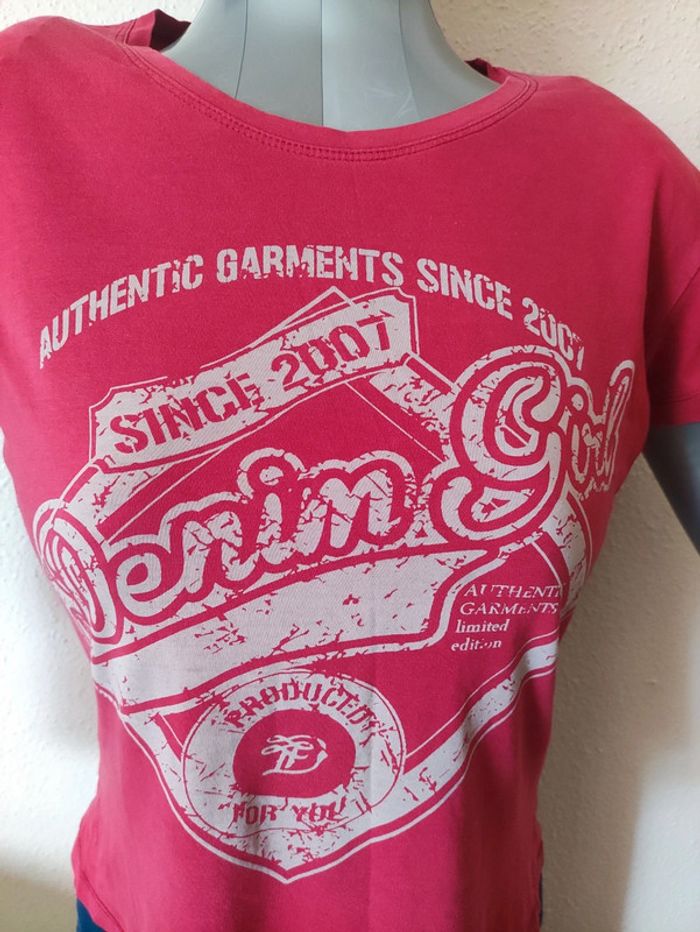 AUTHENTIC GARMENTS SINCE 2007
SINCE 2007
Denim Girl
AUTHENTIC
GARMENTS
limited
edition
PRODUCED
FOR YOU